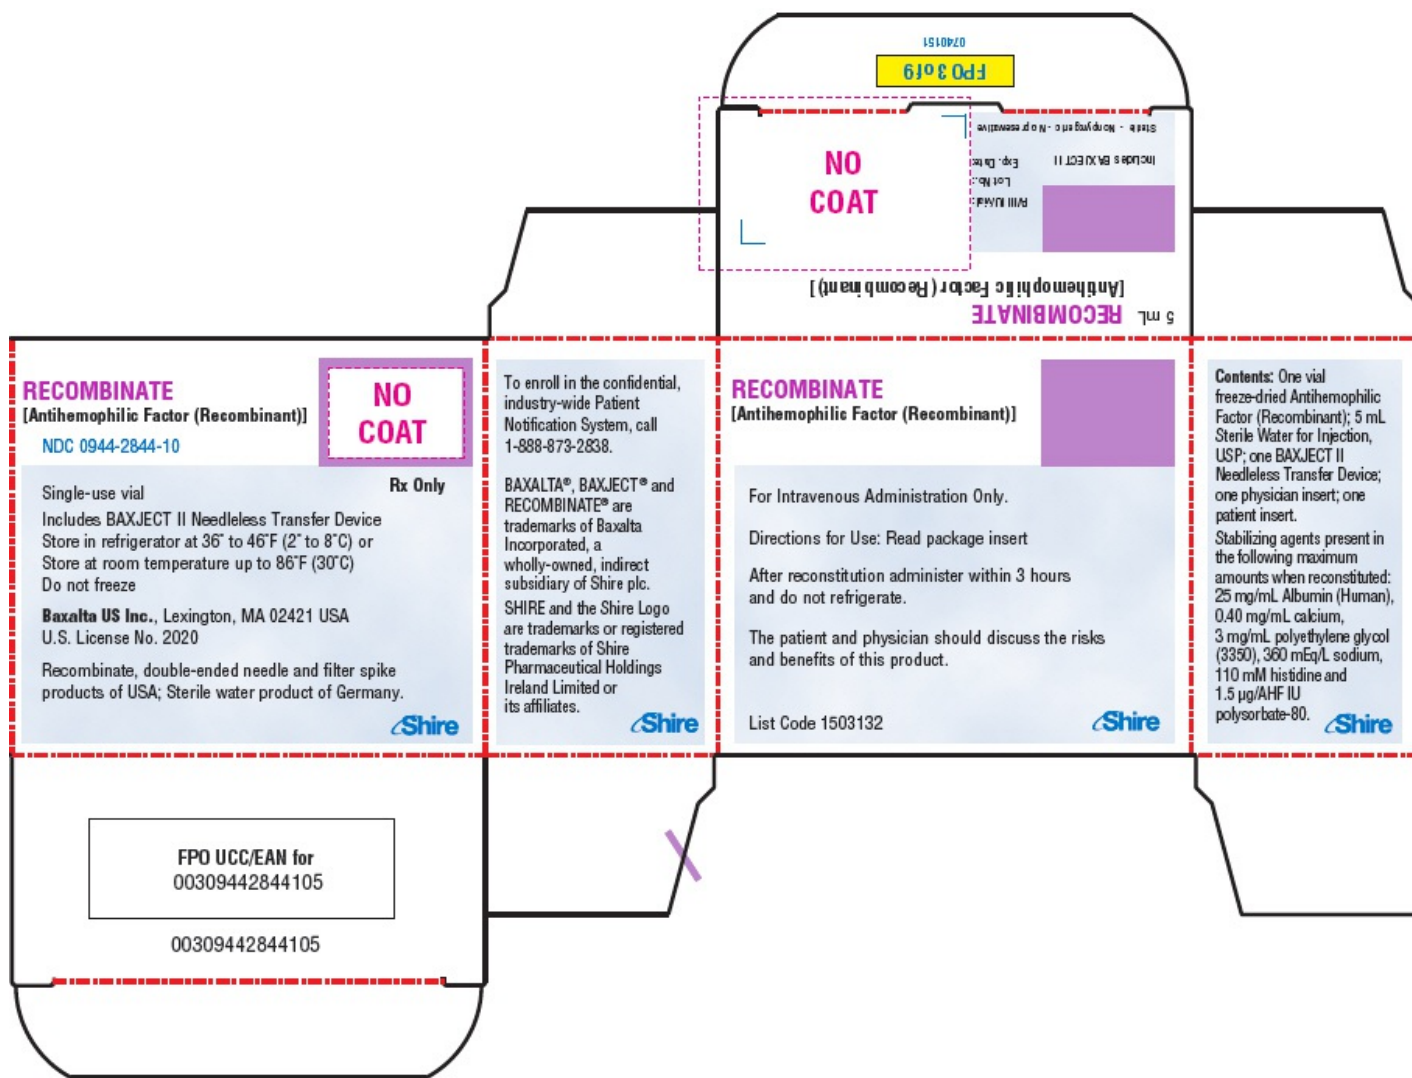 0740151
FPO 3 of 9
NO
COAT
Sterile - Nonpyrogenic - No preservative
Includes BAXJECT II
Exp. Date:
Lot No.:
fVIII IU/vial:
[Antihemophilic Factor (Recombinant)]
RECOMBINATE
5 mL
RECOMBINATE
[Antihemophilic Factor (Recombinant)]
NDC 0944-2844-10
NO
COAT
Rx Only
Single-use vial
Includes BAXJECT II Needleless Transfer Device
Store in refrigerator at 36˚ to 46˚F (2˚ to 8˚C) or
Store at room temperature up to 86˚F (30˚C)
Do not freeze
Baxalta US Inc., Lexington, MA 02421 USA
U.S. License No. 2020
Recombinate, double-ended needle and filter spike
products of USA; Sterile water product of Germany.
Shire
To enroll in the confidential,
industry-wide Patient
Notification System, call
1-888-873-2838.
BAXALTA®, BAXJECT® and
RECOMBINATE® are
trademarks of Baxalta
Incorporated, a
wholly-owned, indirect
subsidiary of Shire plc.
SHIRE and the Shire Logo
are trademarks or registered
trademarks of Shire
Pharmaceutical Holdings
Ireland Limited or
its affiliates.
Shire
RECOMBINATE
[Antihemophilic Factor (Recombinant)]
For Intravenous Administration Only.
Directions for Use: Read package insert
After reconstitution administer within 3 hours
and do not refrigerate.
The patient and physician should discuss the risks
and benefits of this product.
List Code 1503132
Shire
Contents: One vial
freeze-dried Antihemophilic
Factor (Recombinant); 5 mL
Sterile Water for Injection,
USP; one BAXJECT II
Needleless Transfer Device;
one physician insert; one
patient insert.
Stabilizing agents present in
the following maximum
amounts when reconstituted:
25 mg/mL Albumin (Human),
0.40 mg/mL calcium,
3 mg/mL polyethylene glycol
(3350), 360 mEq/L sodium,
110 mM histidine and
1.5 µg/AHF IU
polysorbate-80.
Shire
FPO UCC/EAN for
00309442844105
00309442844105